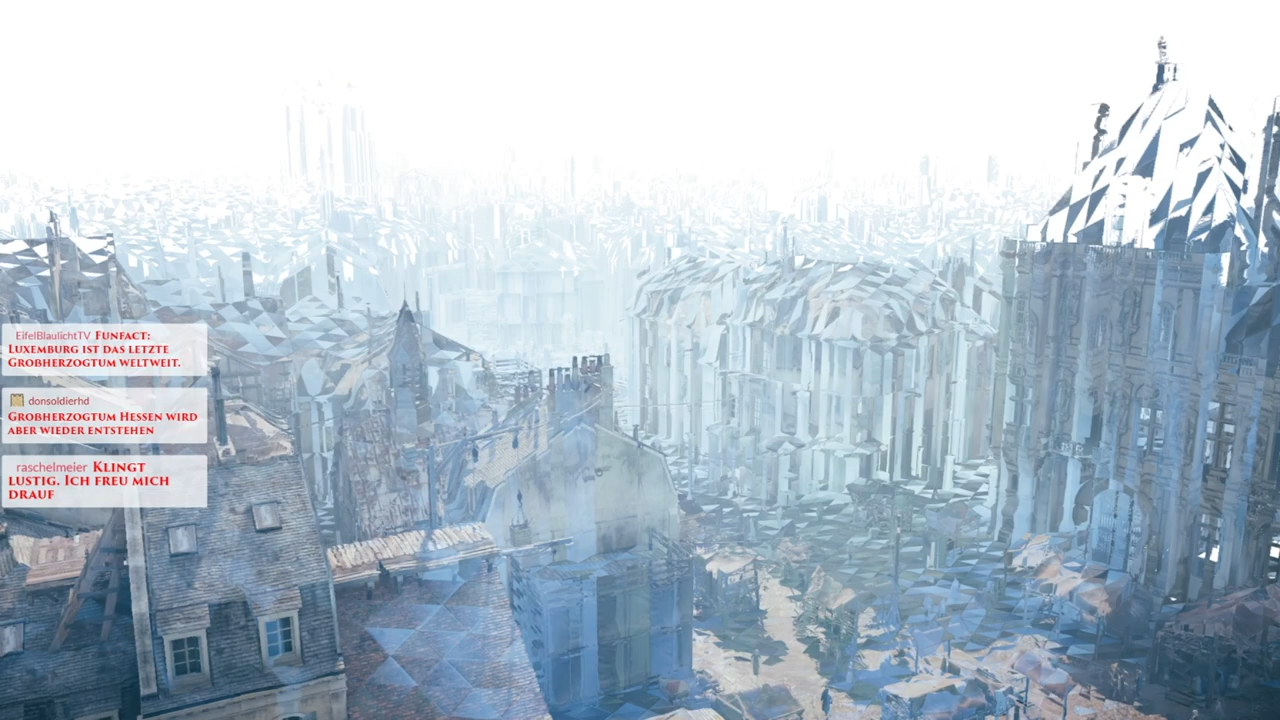 EifelBlaulichtTV Funfact:
Luxemburg ist das letzte
Großherzogtum weltweit.
donsoldierhd
Großherzogtum Hessen wird
aber wieder entstehen
raschelmeier Klingt
lustig. Ich freu mich
drauf